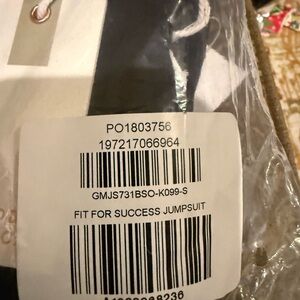 PO1803756
197217066964
GMJS731BSO-K099-S
FIT FOR SUCCESS JUMPSUIT